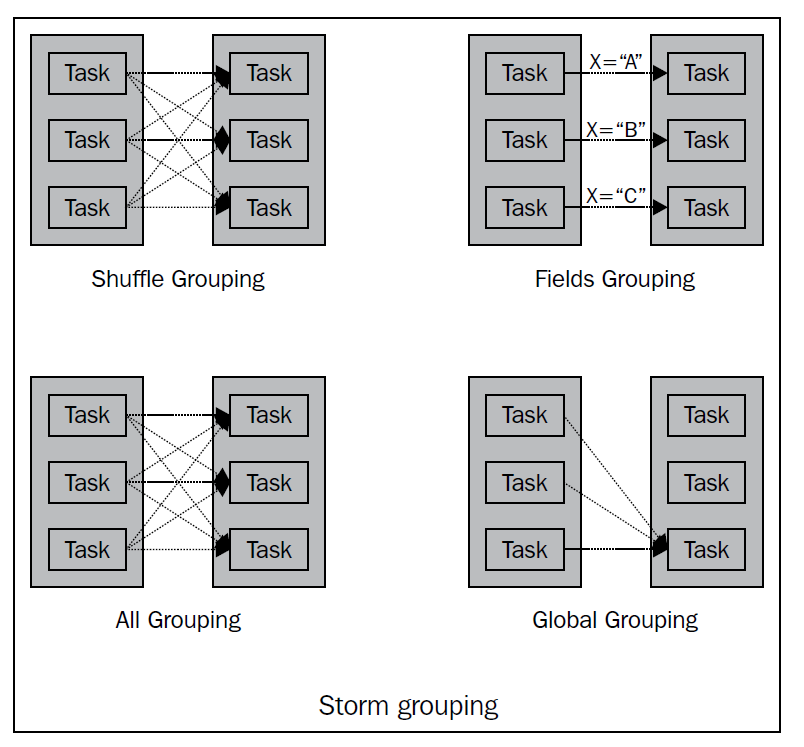 Task Task Task X="A" Task
Task Task Task X="B" Task
Task Task Task X="C" Task
Shuffle Grouping Fields Grouping
Task Task Task Task
Task Task Task Task
Task Task Task Task
All Grouping Global Grouping
Storm grouping